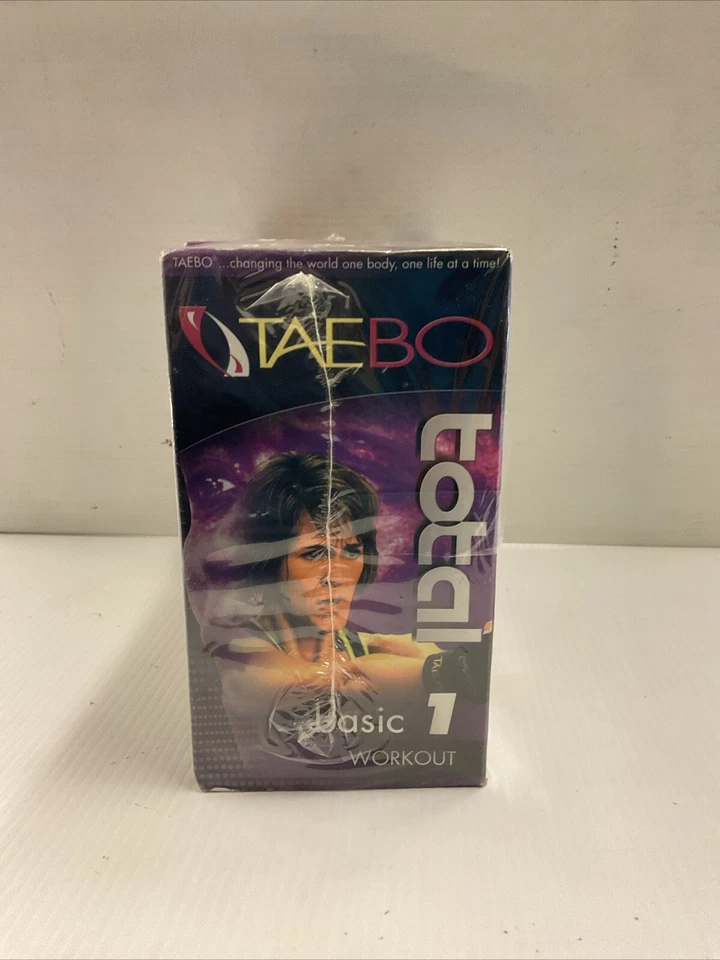 TAEBO® ...changing the world one body, one life at a time!
TAEBO
total
basic 1
WORKOUT